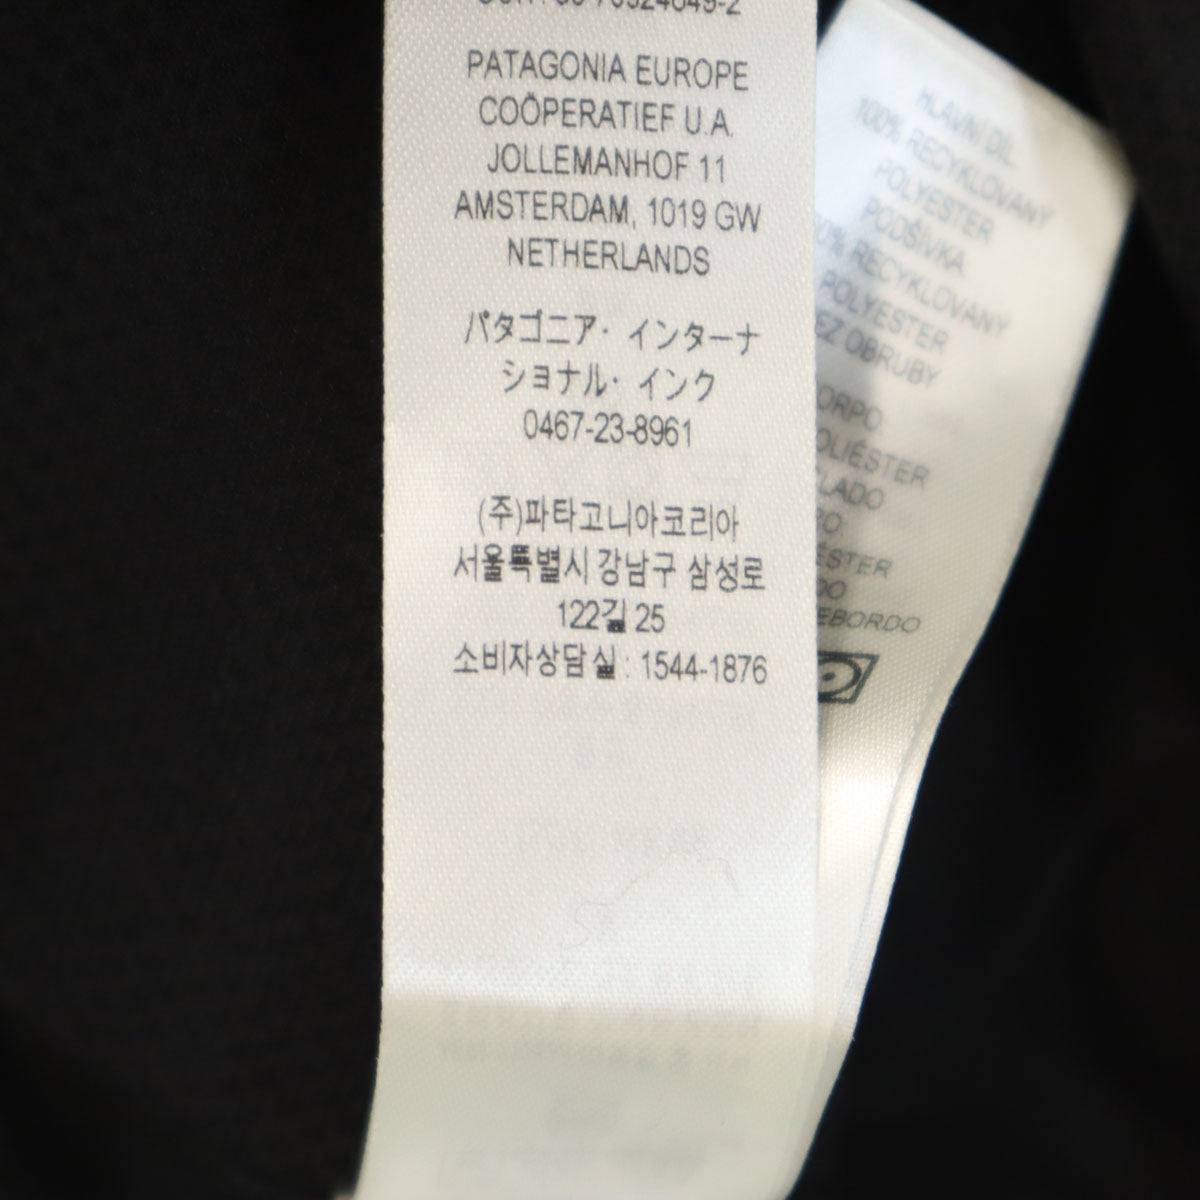 PATAGONIA EUROPE
COÖPERATIEF U.A.
JOLLEMANHOF 11
AMSTERDAM, 1019 GW
NETHERLANDS
パタゴニア・インターナ
ショナル・インク
0467-23-8961
(주)파타고니아코리아
서울특별시 강남구 삼성로
122길 25
소비자상담실 : 1544-1876
HLAVNÍ DÍL
100% RECYKLOVANÝ
POLYESTER
PODŠÍVKA
RECYKLOVANÝ
POLYESTER
OBRUBY